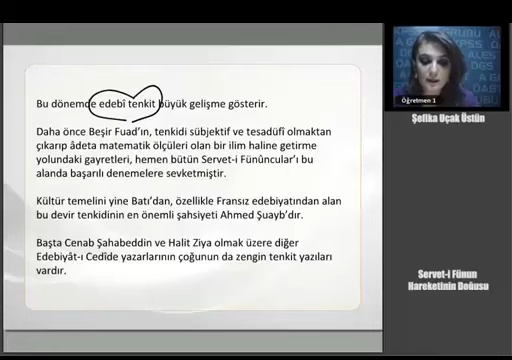 Bu dönemde edebî tenkit büyük gelişme gösterir.
Daha önce Beşir Fuad'ın, tenkidi sübjektif ve tesadüfî olmaktan
çıkarıp âdeta matematik ölçüleri olan bir ilim haline getirme
yolundaki gayretleri, hemen bütün Servet-i Fünûncular'ı bu
alanda başarılı denemelere sevketmiştir.
Kültür temelini yine Batı'dan, özellikle Fransız edebiyatından alan
bu devir tenkidinin en önemli şahsiyeti Ahmed Şuayb'dır.
Başta Cenab Şahabeddin ve Halit Ziya olmak üzere diğer
Edebiyât-ı Cedîde yazarlarının çoğunun da zengin tenkit yazıları
vardır.
Öğretmen 1
Şefika Uçak Üstün
Servet-i Fünun
Hareketinin Doğusu